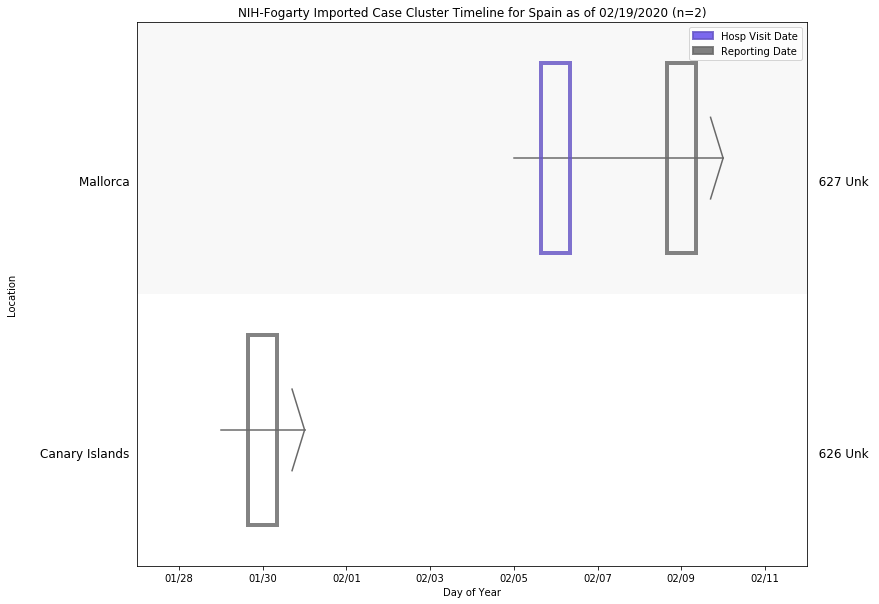 NIH-Fogarty Imported Case Cluster Timeline for Spain as of 02/19/2020 (n=2)
Hosp Visit Date
Reporting Date
Mallorca
627 Unk
Location
Canary Islands
626 Unk
01/28
01/30
02/01
02/03
02/05
02/07
02/09
02/11
Day of Year